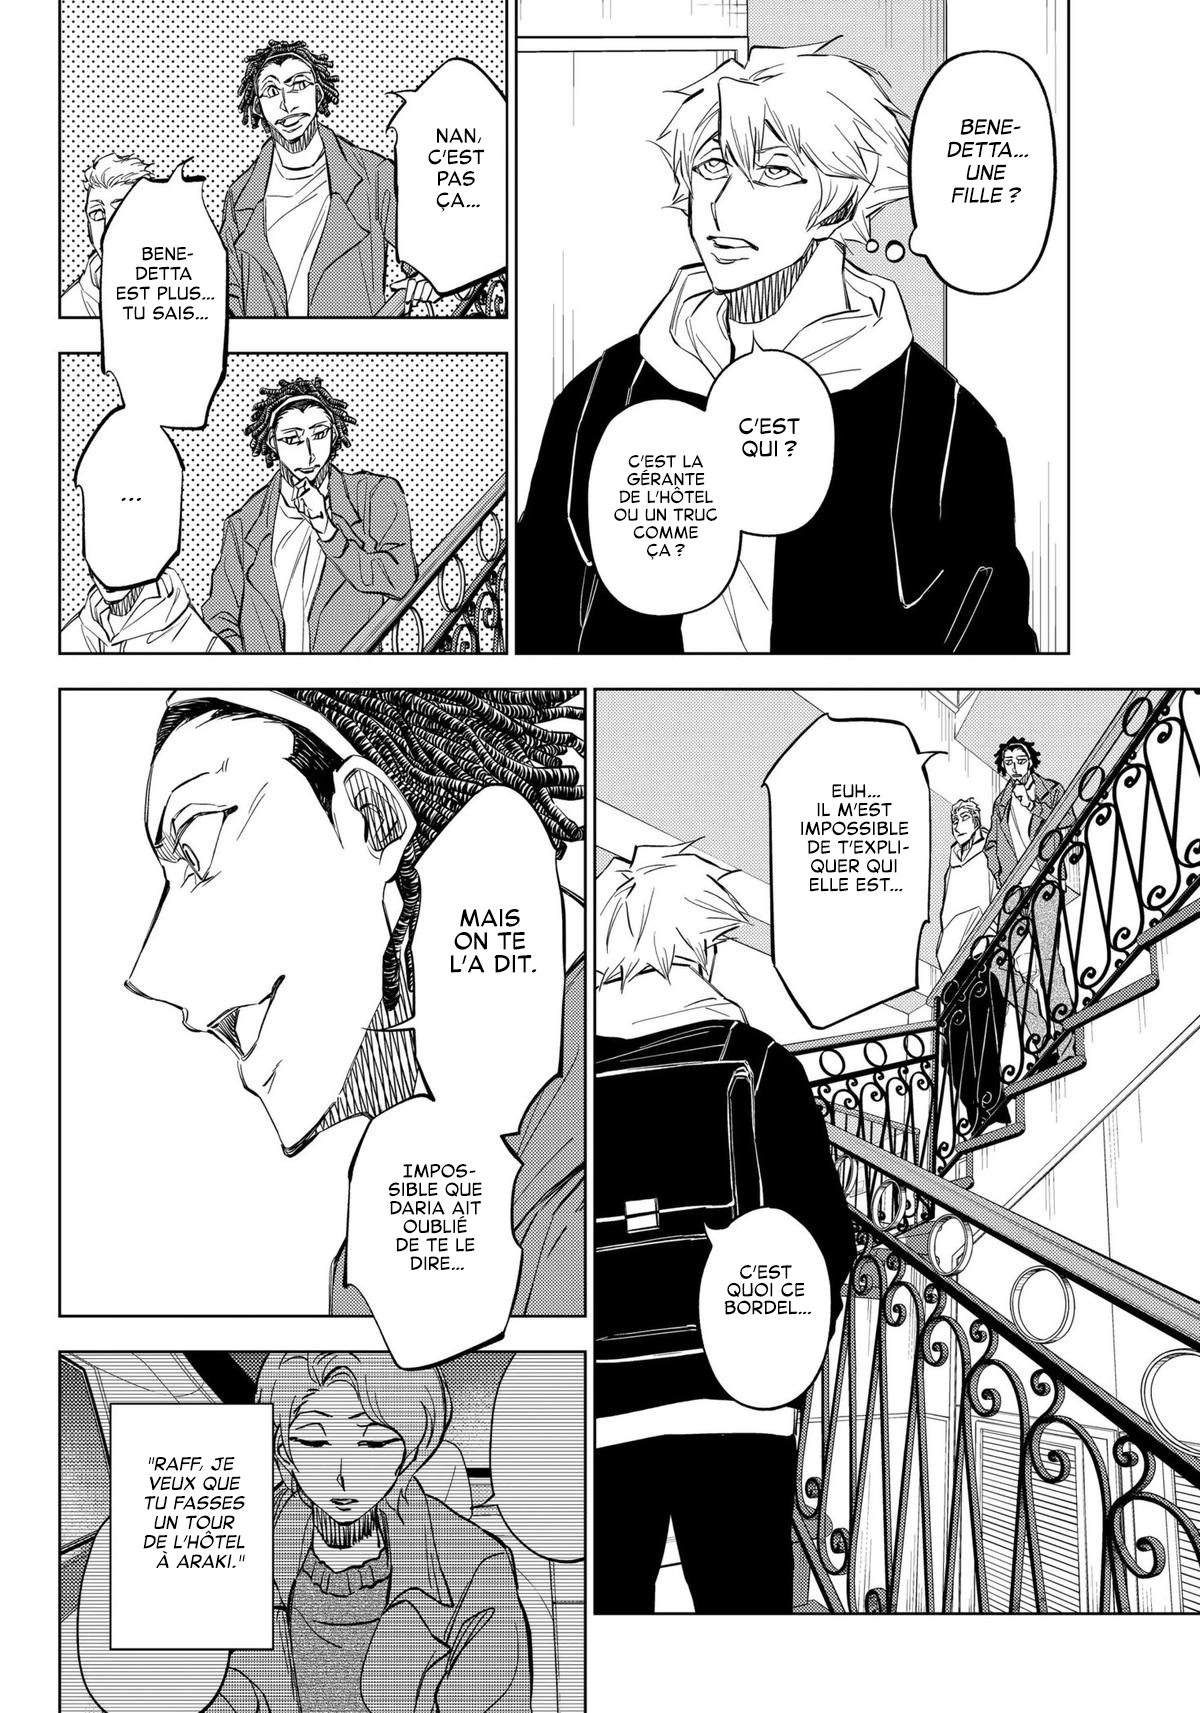 BENE-
DETTA...
UNE
FILLE ?
C'EST
QUI ?
C'EST LA
GÉRANTE
DE L'HÔTEL
OU UN TRUC
COMME
ÇA ?
NAN,
C'EST
PAS
ÇA...
BENE-
DETTA
EST PLUS...
TU SAIS...
...
EUH...
IL M'EST
IMPOSSIBLE
DE T'EXPLI-
QUER QUI
ELLE EST...
C'EST
QUOI CE
BORDEL...
MAIS
ON TE
L'A DIT.
IMPOS-
SIBLE QUE
DARIA AIT
OUBLIÉ
DE TE LE
DIRE...
"RAFF, JE
VEUX QUE
TU FASSES
UN TOUR
DE L'HÔTEL
À ARAKI."